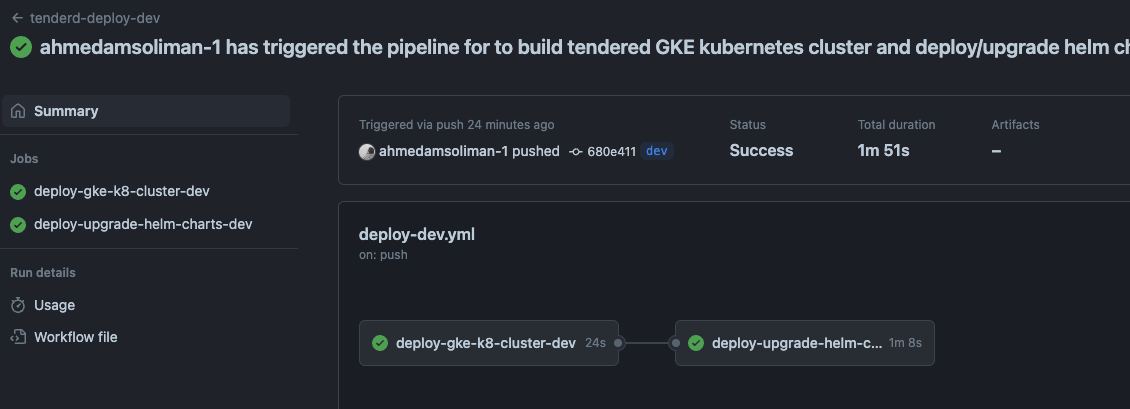 tenderd-deploy-dev
ahmedamsoliman-1 has triggered the pipeline for to build tendered GKE kubernetes cluster and deploy/upgrade helm
Summary
Jobs
deploy-gke-k8-cluster-dev
deploy-upgrade-helm-charts-dev
Run details
Usage
Workflow file
Triggered via push 24 minutes ago
ahmedamsoliman-1 pushed 680e411 dev
Status
Success
Total duration
1m 51s
Artifacts
–
deploy-dev.yml
on: push
deploy-gke-k8-cluster-dev 24s
deploy-upgrade-helm-c... 1m 8s